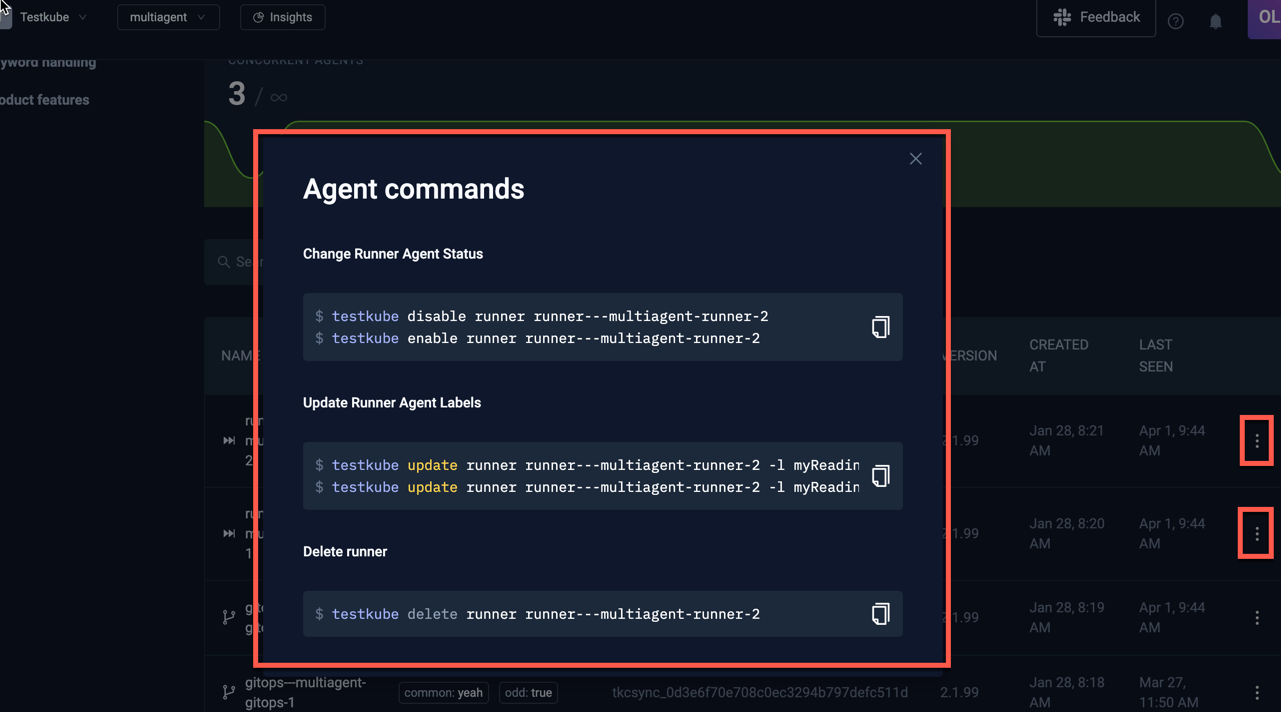 Testkube
multiagent
Insights
Feedback
OL
yword handling
oduct features
CONCURRENT AGENTS
3 / ∞
Agent commands
Change Runner Agent Status
$ testkube disable runner runner---multiagent-runner-2
$ testkube enable runner runner---multiagent-runner-2
Update Runner Agent Labels
$ testkube update runner runner---multiagent-runner-2 -l myReadin
$ testkube update runner runner---multiagent-runner-2 -l myReadin
Delete runner
$ testkube delete runner runner---multiagent-runner-2
Sear
NAME
VERSION
CREATED
AT
LAST
SEEN
run
mu
2
2.1.99
Jan 28, 8:21
AM
Apr 1, 9:44
AM
run
mu
1
2.1.99
Jan 28, 8:20
AM
Apr 1, 9:44
AM
gito
gito
2.1.99
Jan 28, 8:19
AM
Apr 1, 9:44
AM
gitops---multiagent-
gitops-1
common: yeah
odd: true
tkcsync_0d3e6f70e708c0ec3294b797defc511d
2.1.99
Jan 28, 8:18
AM
Mar 27,
11:50 AM